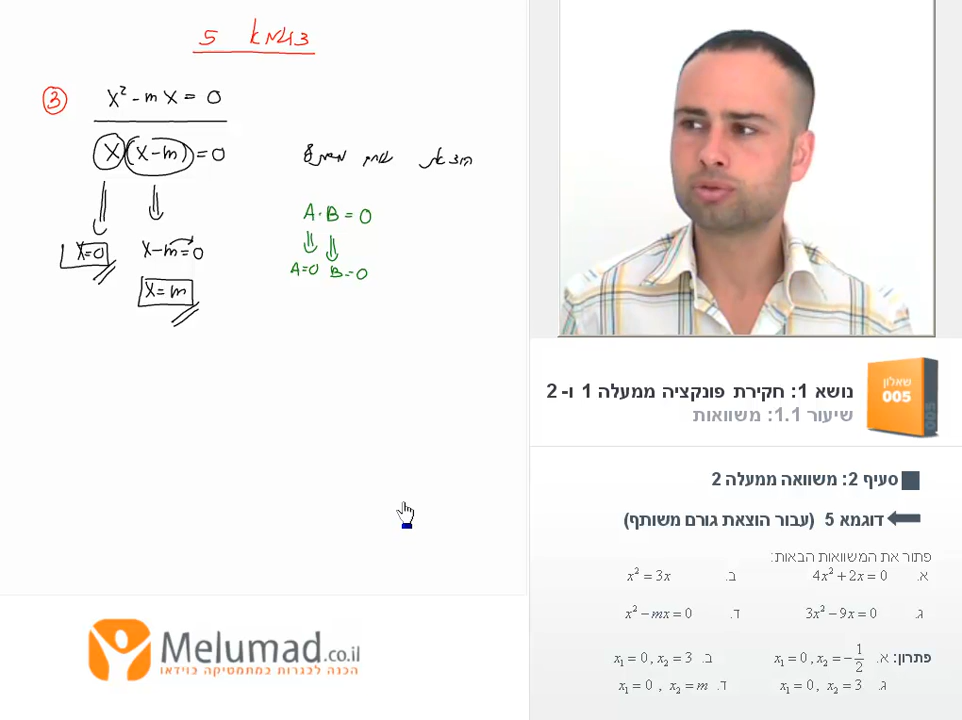 דוגמא 5
③ x² - mx = 0
x(x-m) = 0
הוצאת גורם משותף
A·B = 0
x=0
x-m=0
A=0 B=0
x=m
שאלון
005
נושא 1: חקירת פונקציה ממעלה 1 ו- 2
שיעור 1.1: משוואות
סעיף 2: משוואה ממעלה 2
דוגמא 5 (עבור הוצאת גורם משותף)
פתור את המשוואות הבאות:
א. 4x² + 2x = 0 ב. x² = 3x
ג. 3x² − 9x = 0 ד. x² − mx = 0
פתרון: א. x₁ = 0, x₂ = −1/2 ב. x₁ = 0, x₂ = 3
ג. x₁ = 0, x₂ = 3 ד. x₁ = 0, x₂ = m
Melumad.co.il
הכנה לבגרות במתמטיקה בוידאו